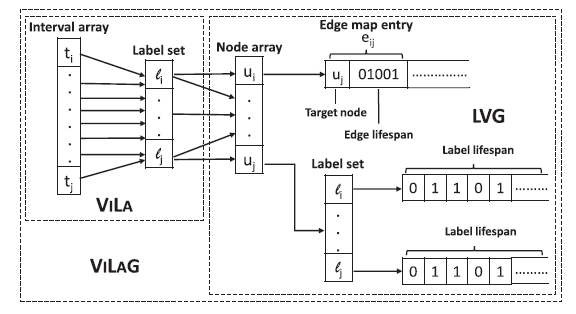 Interval array
t_i
.
.
.
t_j
Label set
ℓ_i
.
.
.
ℓ_j
VILA
VILAG
Node array
u_i
.
.
.
u_j
Edge map entry
e_ij
u_j 01001 ................
Target node
Edge lifespan
LVG
Label set
ℓ_i
.
.
.
ℓ_j
Label lifespan
0 1 1 0 1 .........
Label lifespan
0 1 1 0 1 .........